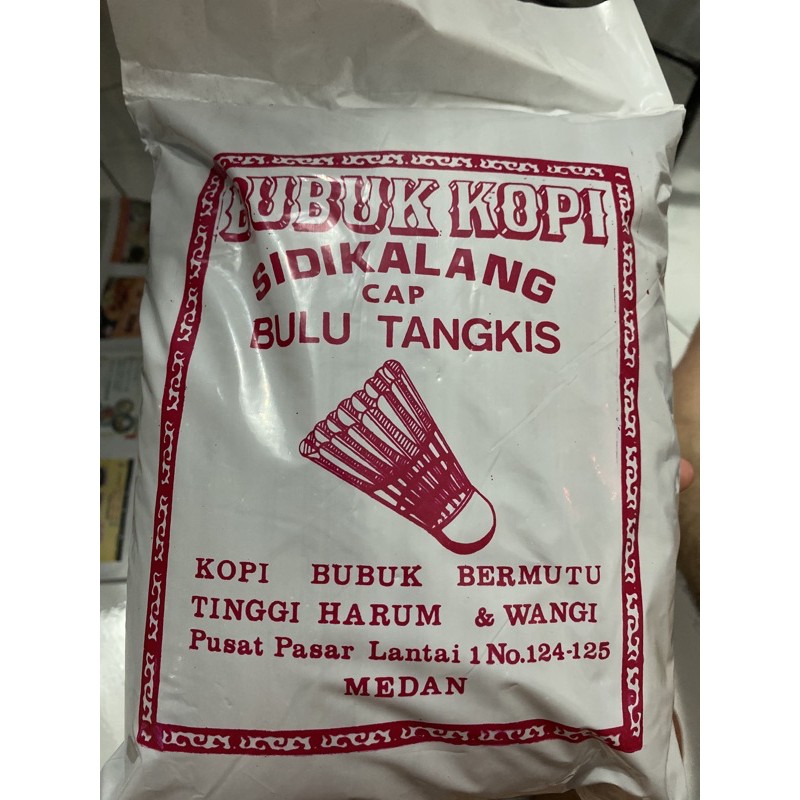 BUBUK KOPI
SIDIKALANG
CAP
BULU TANGKIS
KOPI BUBUK BERMUTU
TINGGI HARUM & WANGI
Pusat Pasar Lantai 1 No.124-125
MEDAN